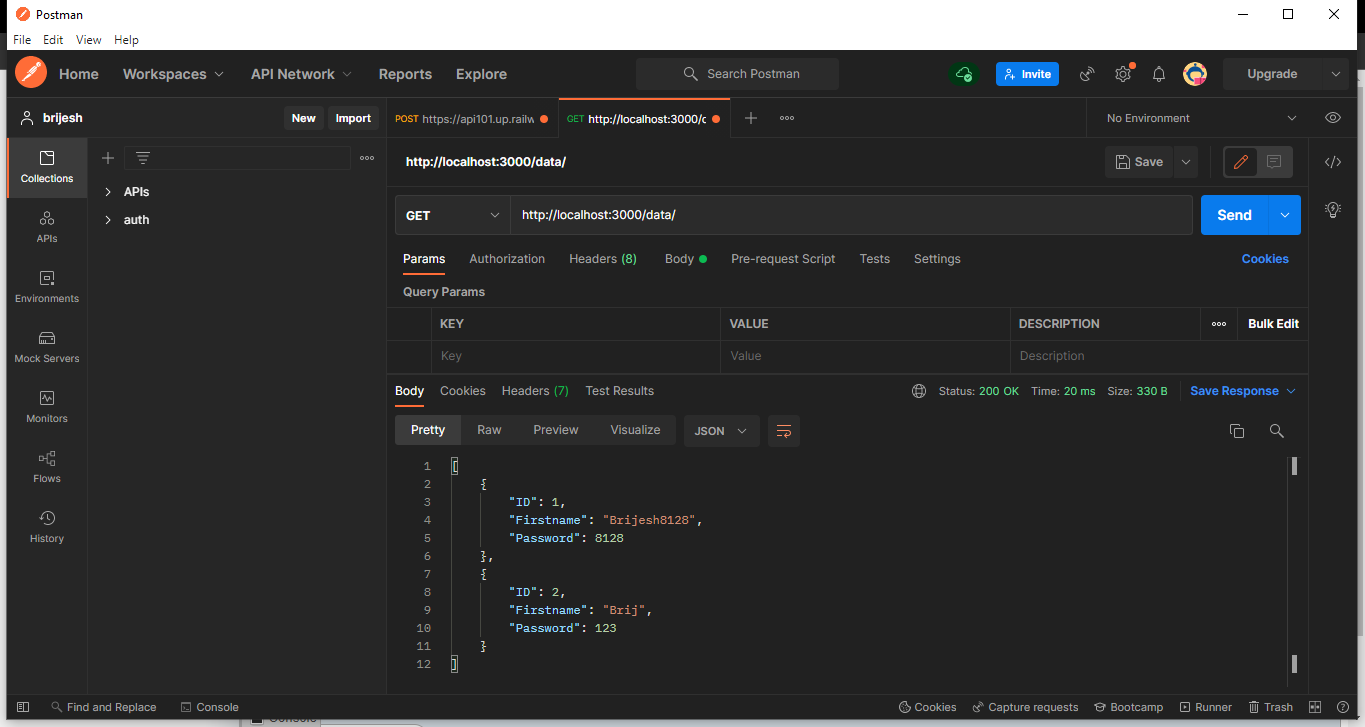 Postman
File Edit View Help
Home Workspaces API Network Reports Explore Search Postman Invite Upgrade
brijesh New Import
POST https://api101.up.railw GET http://localhost:3000/d No Environment
http://localhost:3000/data/ Save
GET http://localhost:3000/data/ Send
Params Authorization Headers (8) Body Pre-request Script Tests Settings Cookies
Query Params
KEY VALUE DESCRIPTION Bulk Edit
Key Value Description
Collections
APIs
Environments
Mock Servers
Monitors
Flows
History
APIs
auth
Body Cookies Headers (7) Test Results Status: 200 OK Time: 20 ms Size: 330 B Save Response
Pretty Raw Preview Visualize JSON
1 [
2 {
3 "ID": 1,
4 "Firstname": "Brijesh8128",
5 "Password": 8128
6 },
7 {
8 "ID": 2,
9 "Firstname": "Brij",
10 "Password": 123
11 }
12 ]
Find and Replace Console Cookies Capture requests Bootcamp Runner Trash
Console